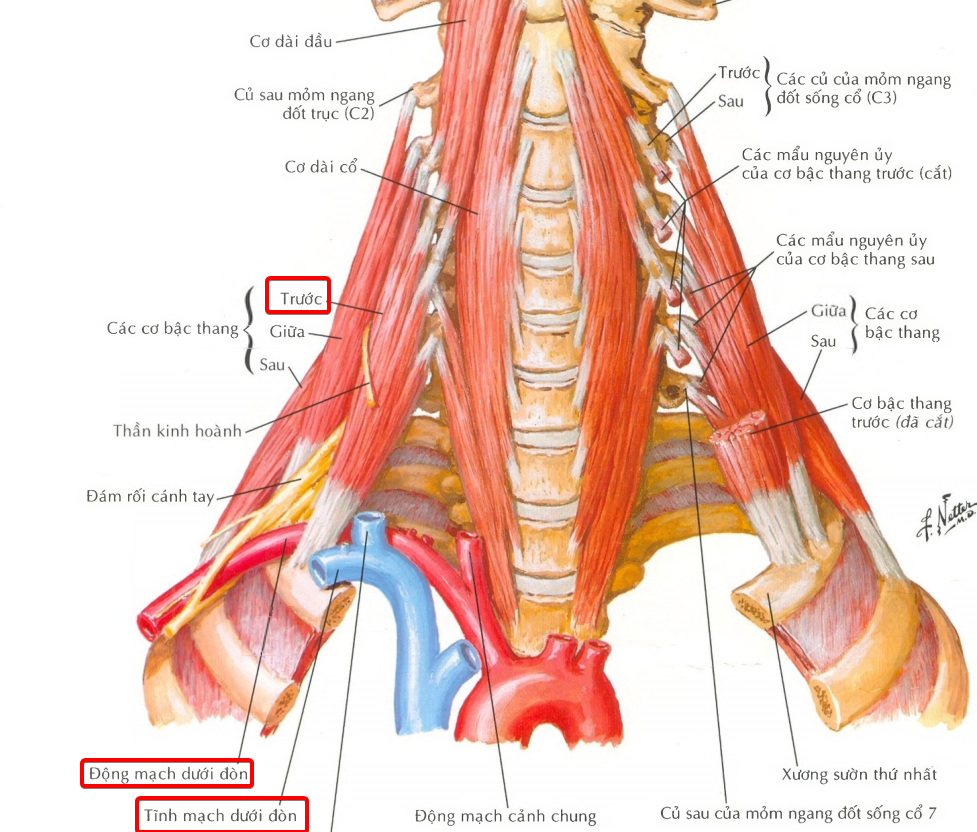 Cơ dài đầu
Củ sau mỏm ngang
đốt trục (C2)
Cơ dài cổ
Trước
Các cơ bậc thang
Giữa
Sau
Thần kinh hoành
Đám rối cánh tay
Động mạch dưới đòn
Tĩnh mạch dưới đòn
Động mạch cảnh chung
Trước
Sau
Các củ của mỏm ngang
đốt sống cổ (C3)
Các mẩu nguyên ủy
của cơ bậc thang trước (cắt)
Các mẩu nguyên ủy
của cơ bậc thang sau
Giữa
Sau
Các cơ
bậc thang
Cơ bậc thang
trước (đã cắt)
F. Netter
M.D.
Xương sườn thứ nhất
Củ sau của mỏm ngang đốt sống cổ 7